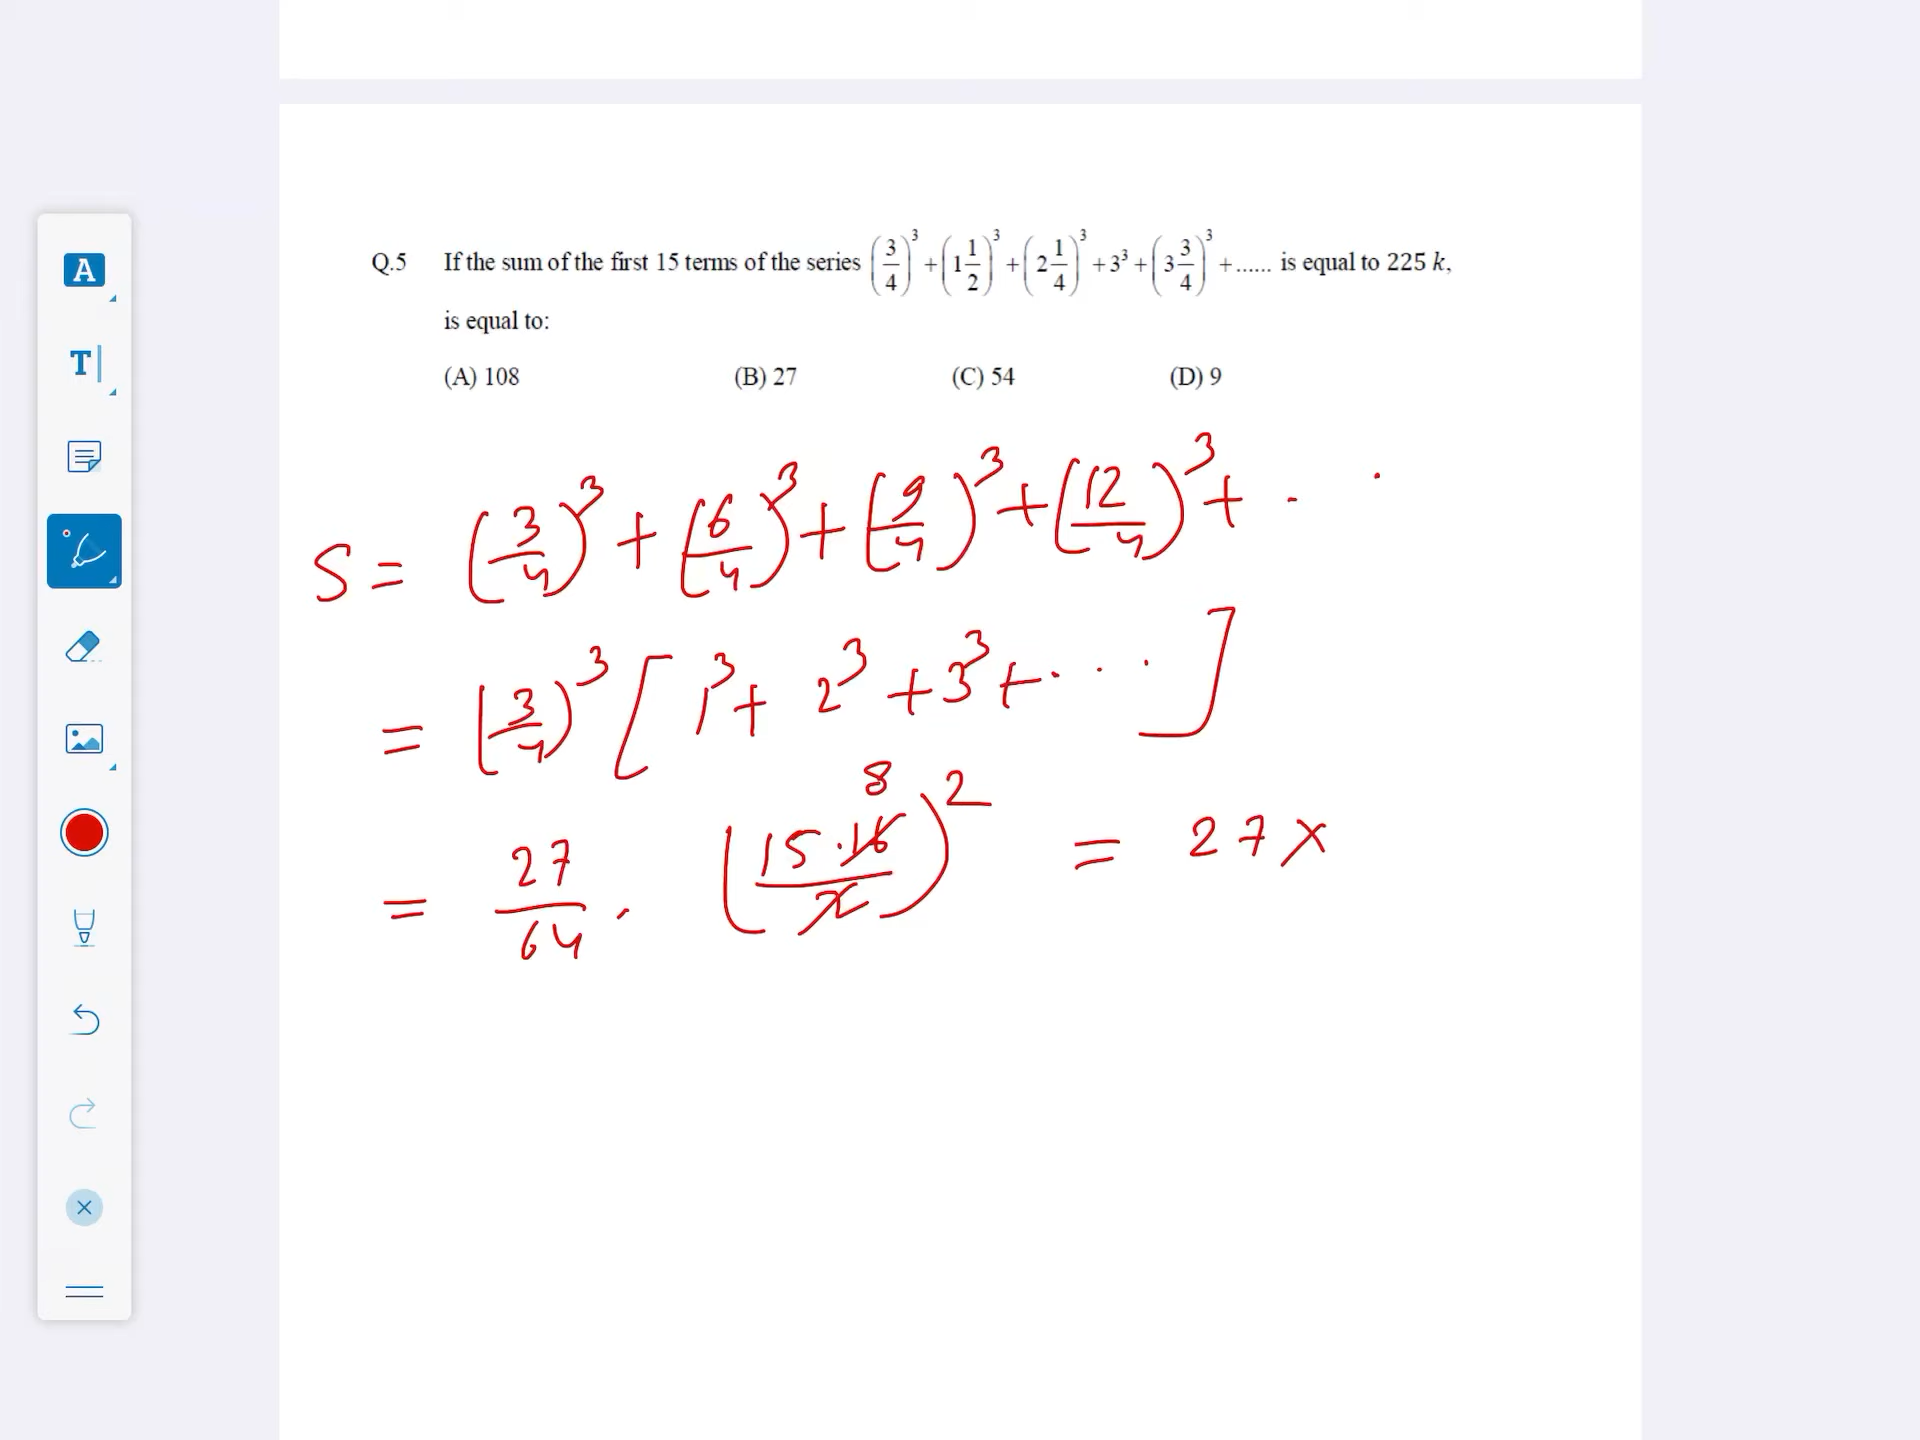 Q.5 If the sum of the first 15 terms of the series (3/4)³ + (1 1/2)³ + (2 1/4)³ + 3³ + (3 3/4)³ + ...... is equal to 225 k,
is equal to:
(A) 108 (B) 27 (C) 54 (D) 9
S = (3/4)³ + (6/4)³ + (9/4)³ + (12/4)³ + . .
= (3/4)³ [ 1³ + 2³ + 3³ + .... ]
8
= 27/64 . (15.16/2)² = 27 x
A
T